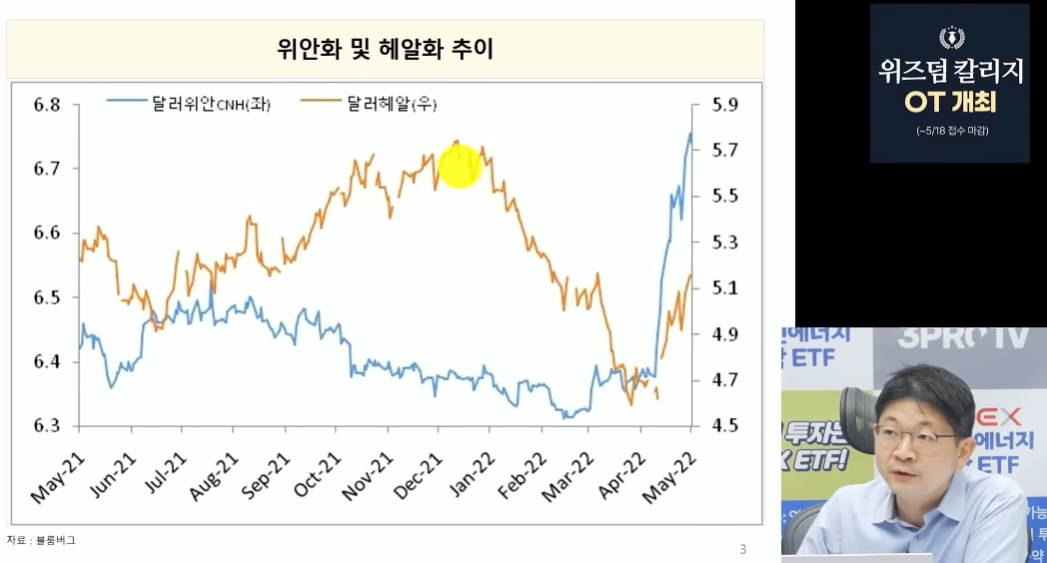 위안화 및 헤알화 추이
달러위안CNH(좌)
달러헤알(우)
6.8
6.7
6.6
6.5
6.4
6.3
5.9
5.7
5.5
5.3
5.1
4.9
4.7
4.5
May-21
Jun-21
Jul-21
Aug-21
Sep-21
Oct-21
Nov-21
Dec-21
Jan-22
Feb-22
Mar-22
Apr-22
May-22
자료 : 블룸버그
3
위즈덤 칼리지
OT 개최
(~5/18 접수 마감)
에너지
ETF
3PROTV
투자는
ETF!
EX
에너지
ETF